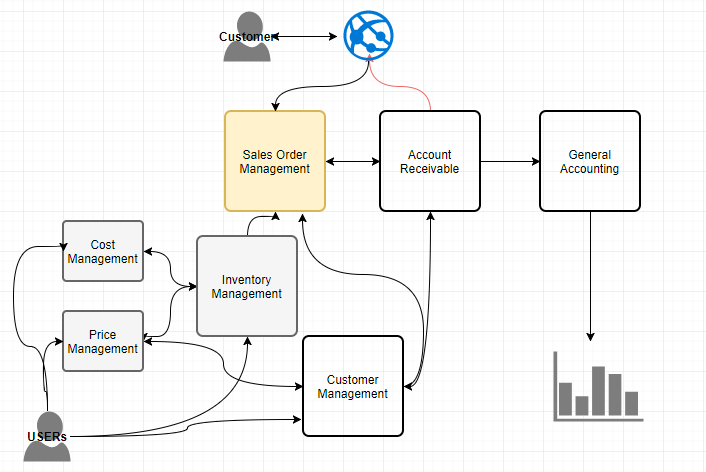 Customer
Sales Order
Management
Account
Receivable
General
Accounting
Cost
Management
Inventory
Management
Price
Management
Customer
Management
USERs